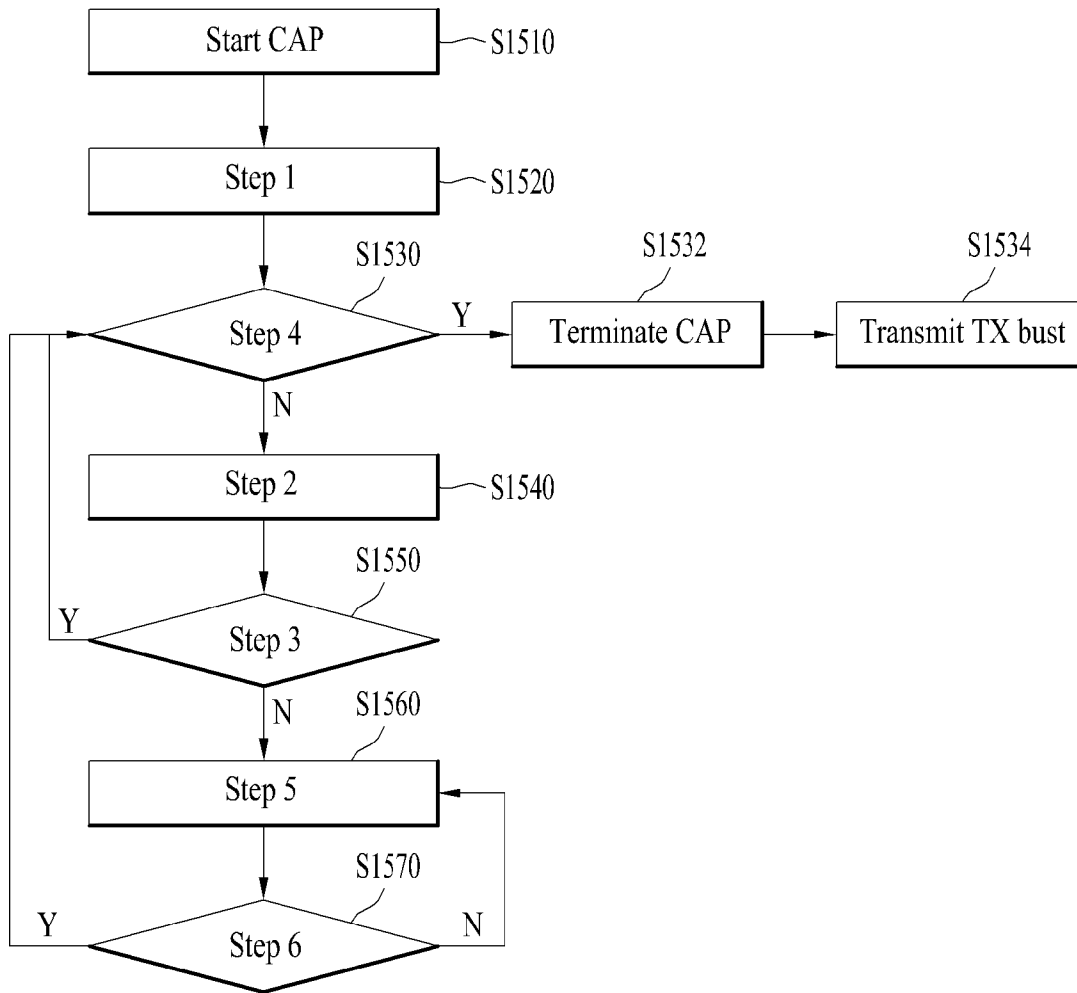 Start CAP
S1510
Step 1
S1520
S1530
Step 4
Y
S1532
Terminate CAP
S1534
Transmit TX bust
N
Step 2
S1540
S1550
Y
Step 3
N
S1560
Step 5
S1570
Y
Step 6
N